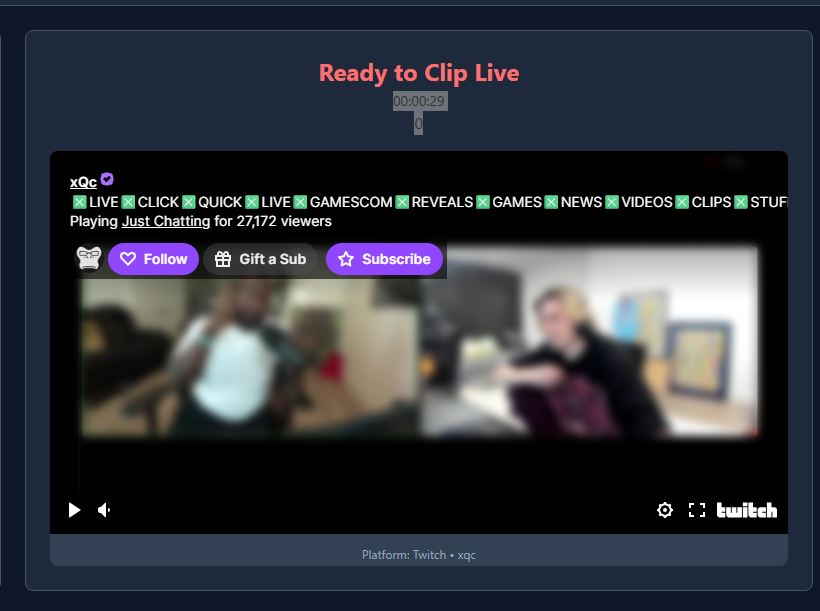 Ready to Clip Live
00:00:29
0
xQc
❎LIVE❎CLICK❎QUICK❎LIVE❎GAMESCOM❎REVEALS❎GAMES❎NEWS❎VIDEOS❎CLIPS❎STUF
Playing Just Chatting for 27,172 viewers
Follow Gift a Sub Subscribe
twitch
Platform: Twitch • xqc